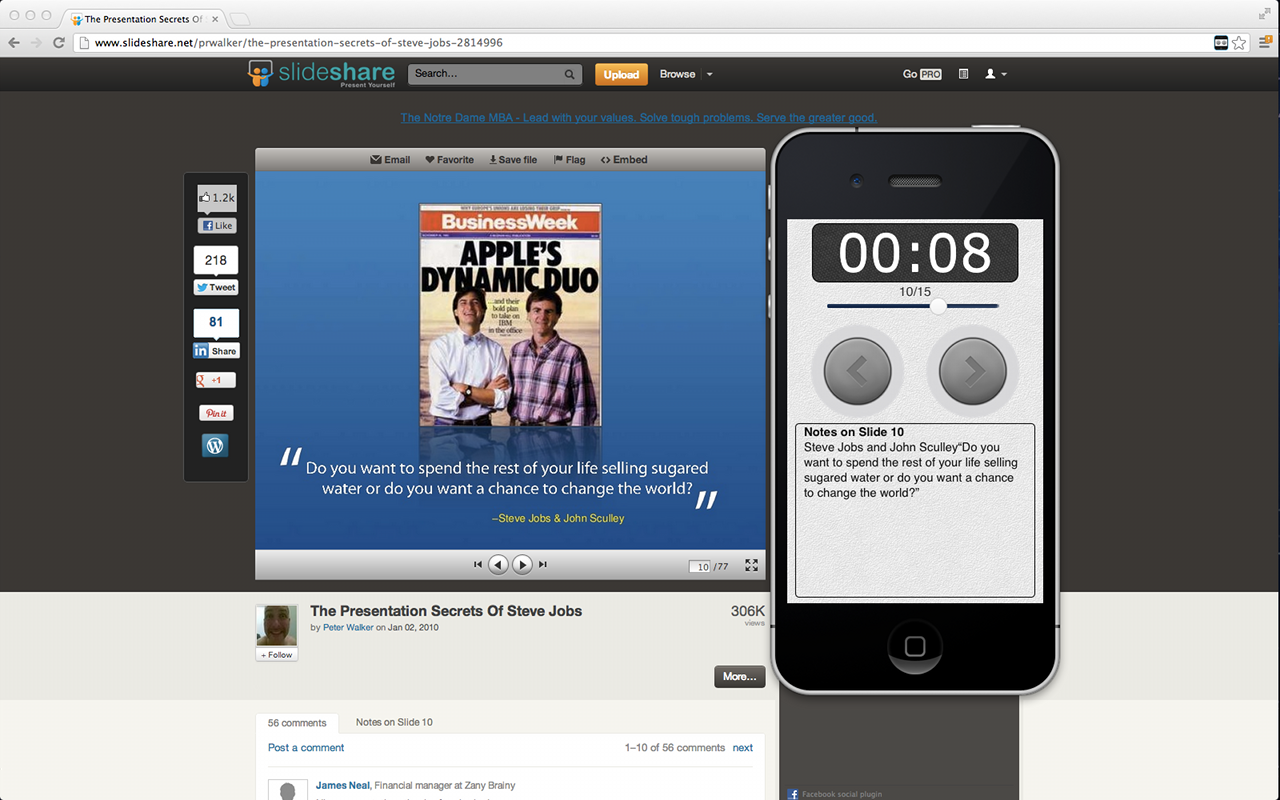 The Presentation Secrets Of
www.slideshare.net/prwalker/the-presentation-secrets-of-steve-jobs-2814996
slideshare
Present Yourself
Search...
Upload
Browse
Go PRO
The Notre Dame MBA - Lead with your values, Solve tough problems. Serve the greater good.
Email
Favorite
Save file
Flag
Embed
1.2k
Like
218
Tweet
81
in Share
+1
Pin it
BusinessWeek
APPLE'S
DYNAMIC DUO
...and their
bold plan
to take on
IBM
in the office
“Do you want to spend the rest of your life selling sugared
water or do you want a chance to change the world?”
–Steve Jobs & John Sculley
10 /77
00:08
10/15
Notes on Slide 10
Steve Jobs and John Sculley“Do you
want to spend the rest of your life selling
sugared water or do you want a chance
to change the world?”
The Presentation Secrets Of Steve Jobs
by Peter Walker on Jan 02, 2010
306K
views
+ Follow
More...
56 comments
Notes on Slide 10
Post a comment
1–10 of 56 comments next
James Neal, Financial manager at Zany Brainy
Facebook social plugin